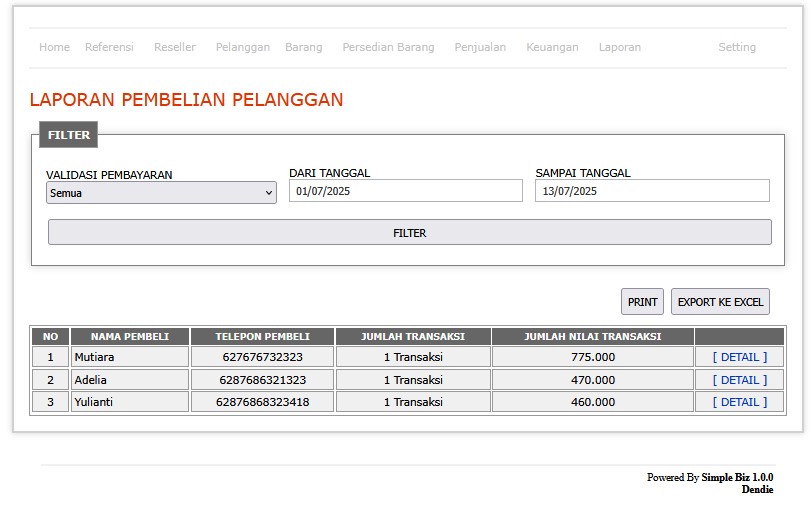 Home Referensi Reseller Pelanggan Barang Persedian Barang Penjualan Keuangan Laporan Setting
LAPORAN PEMBELIAN PELANGGAN
FILTER
VALIDASI PEMBAYARAN DARI TANGGAL SAMPAI TANGGAL
Semua 01/07/2025 13/07/2025
FILTER
PRINT EXPORT KE EXCEL
NO NAMA PEMBELI TELEPON PEMBELI JUMLAH TRANSAKSI JUMLAH NILAI TRANSAKSI
1 Mutiara 627676732323 1 Transaksi 775.000 [ DETAIL ]
2 Adelia 6287686321323 1 Transaksi 470.000 [ DETAIL ]
3 Yulianti 62876868323418 1 Transaksi 460.000 [ DETAIL ]
Powered By Simple Biz 1.0.0
Dendie